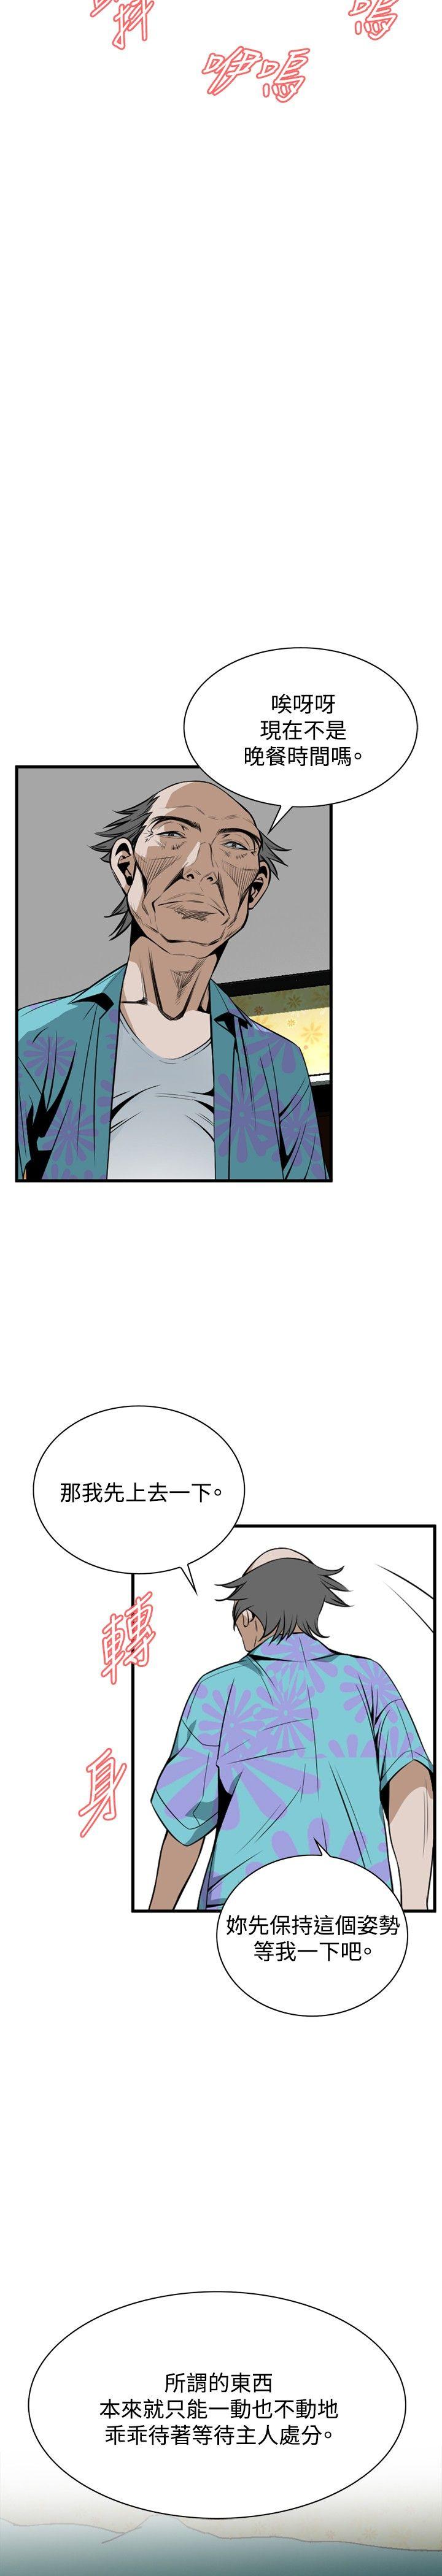 抖
嗚
咿嗚
唉呀呀
現在不是
晚餐時間嗎。
那我先上去一下。
轉
身
妳先保持這個姿勢
等我一下吧。
所謂的東西
本來就只能一動也不動地
乖乖待著等待主人處分。